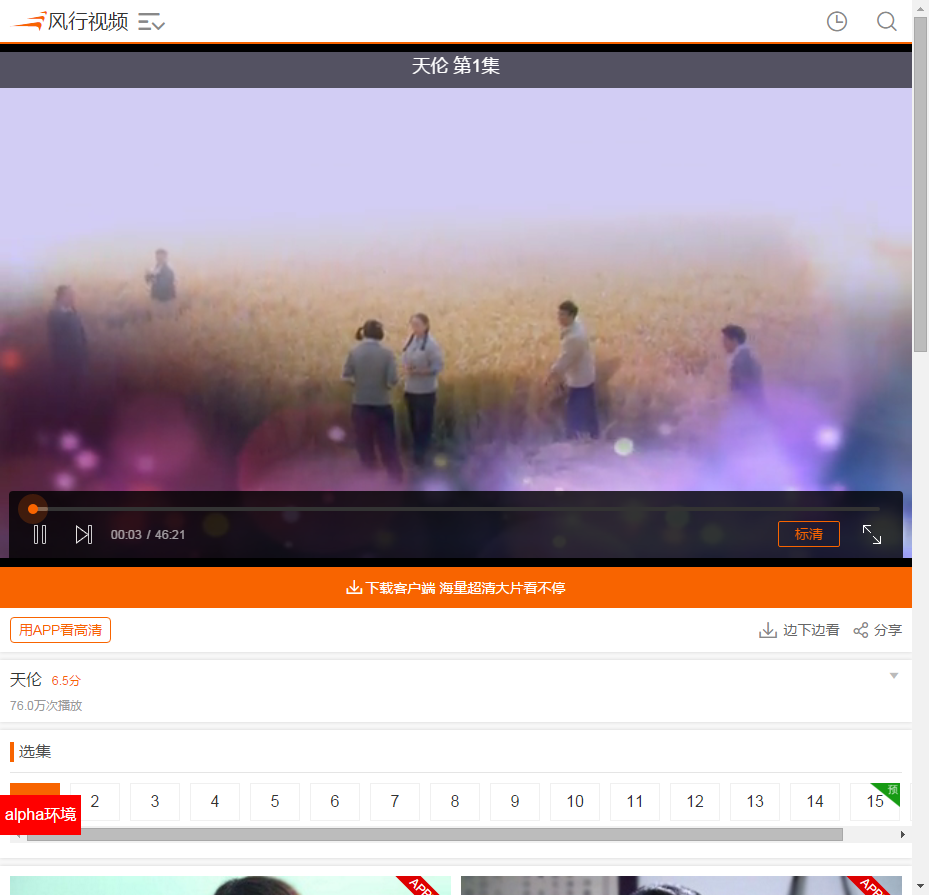 风行视频
天伦 第1集
00:03 / 46:21
标清
下载客户端 海量超清大片看不停
用APP看高清
边下边看
分享
天伦 6.5分
76.0万次播放
选集
2 3 4 5 6 7 8 9 10 11 12 13 14 15 预
alpha环境
APP
APP